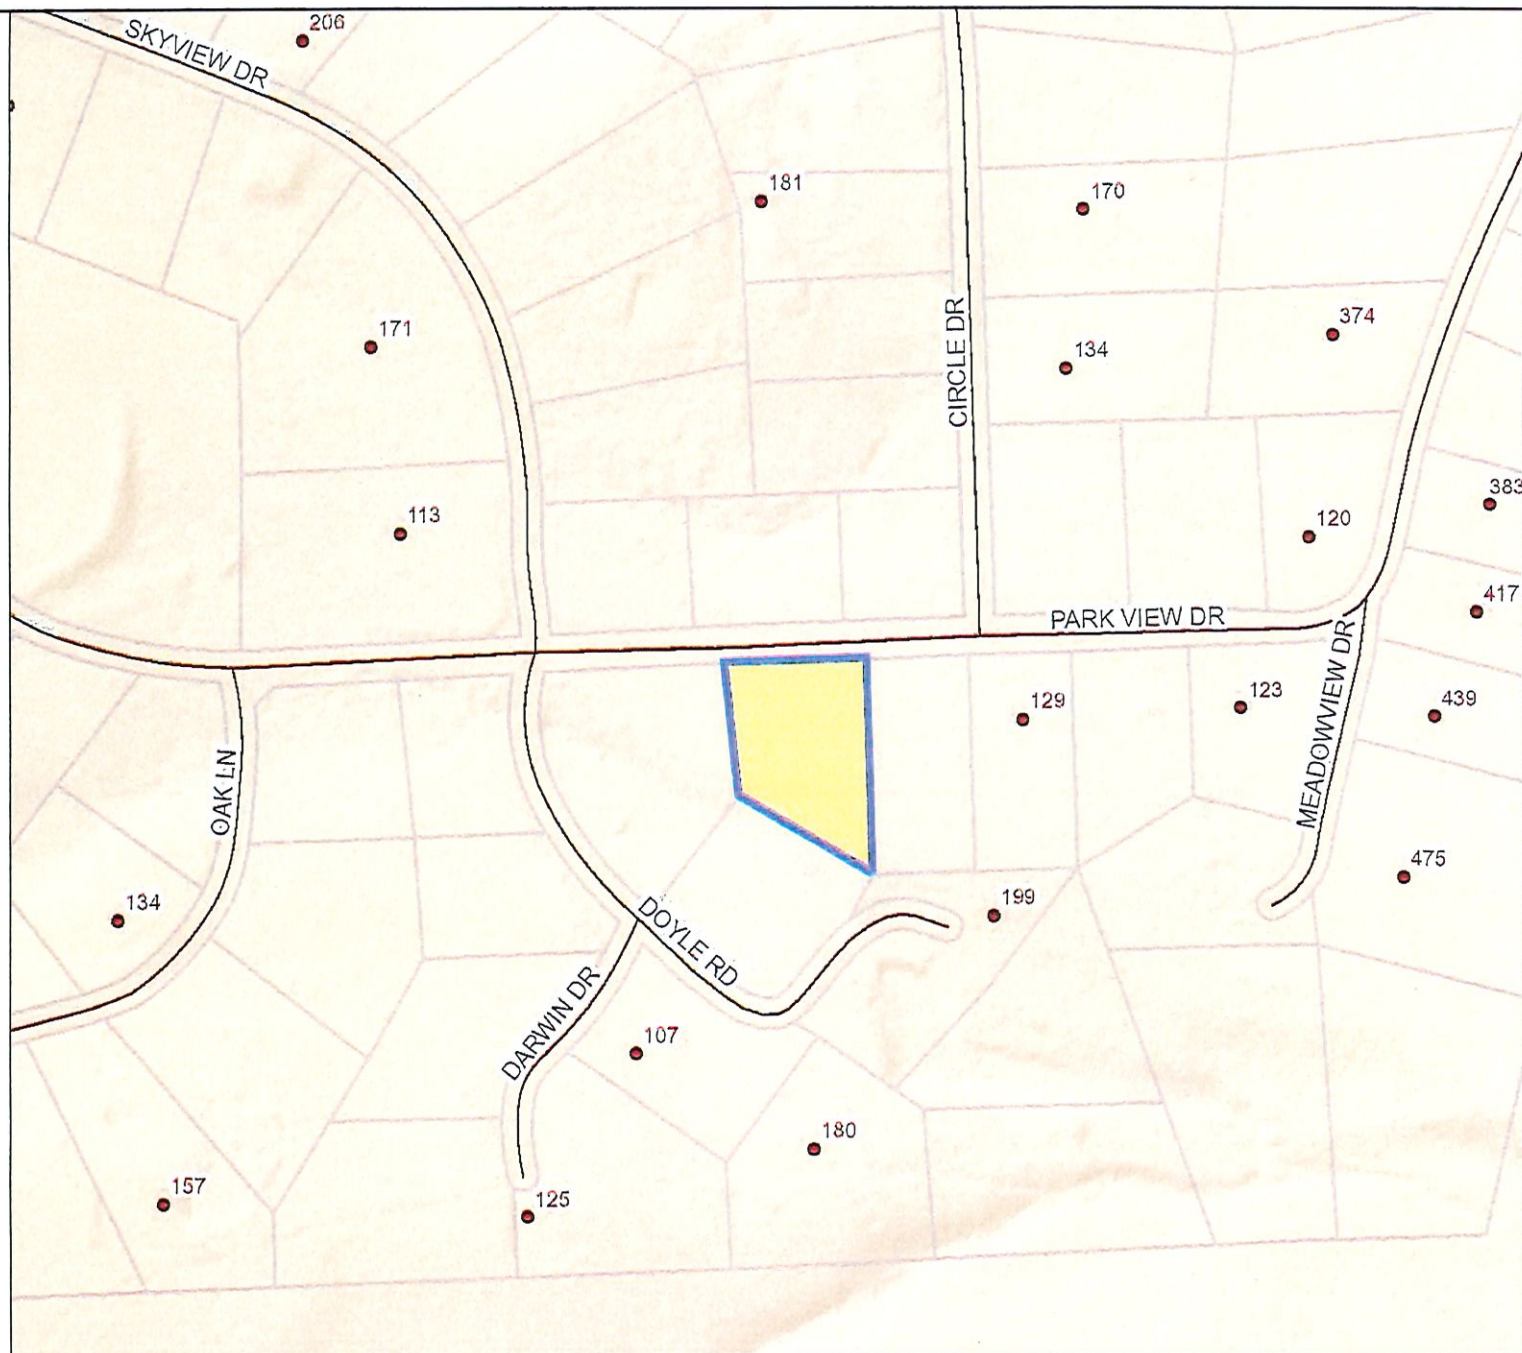 206
SKYVIEW DR
181
170
171
CIRCLE DR
374
134
113
383
120
417
PARK VIEW DR
MEADOWVIEW DR
129
123
439
OAK LN
475
134
199
DOYLE RD
DARWIN DR
107
180
157
125